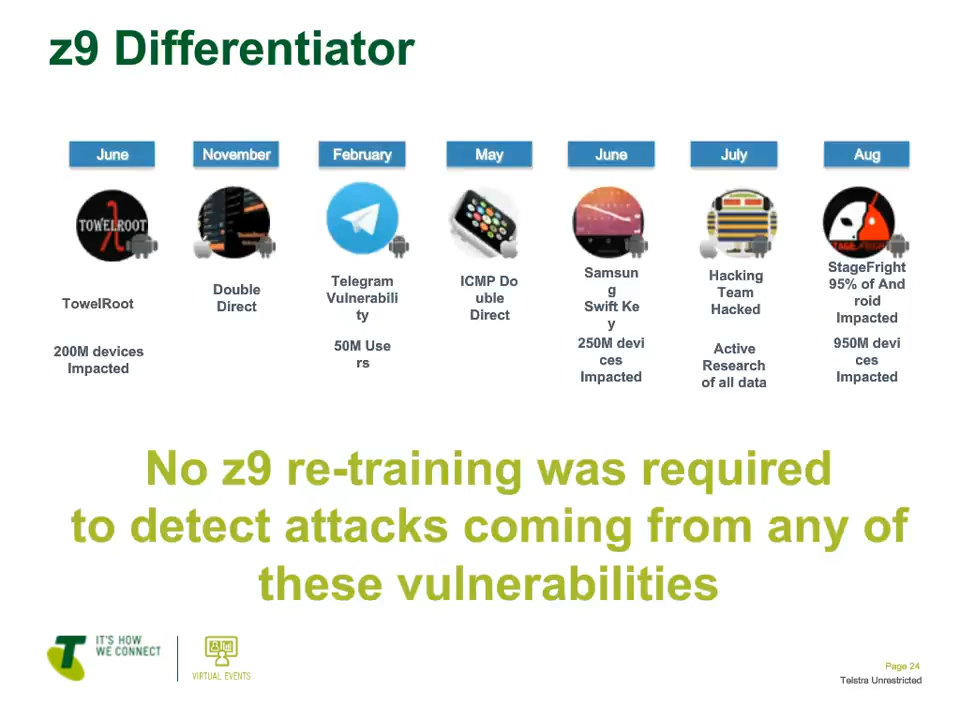 z9 Differentiator
June
November
February
May
June
July
Aug
TOWELROOT
TowelRoot
200M devices
Impacted
Double
Direct
Telegram
Vulnerabili
ty
50M Use
rs
ICMP Do
uble
Direct
Samsun
g
Swift Ke
y
250M devi
ces
Impacted
Hacking
Team
Hacked
Active
Research
of all data
StageFright
95% of And
roid
Impacted
950M devi
ces
Impacted
No z9 re-training was required
to detect attacks coming from any of
these vulnerabilities
IT'S HOW
WE CONNECT
VIRTUAL EVENTS
Page 24
Telstra Unrestricted